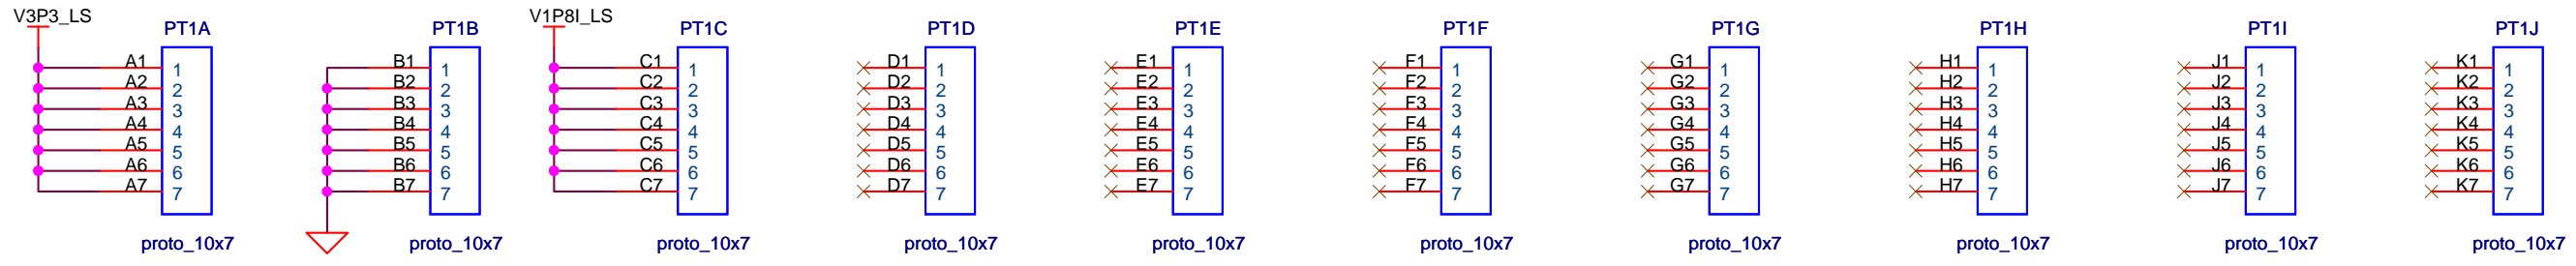 V3P3_LS V1P8I_LS
PT1A PT1B PT1C PT1D PT1E PT1F PT1G PT1H PT1I PT1J
A1 1 B1 1 C1 1 D1 1 E1 1 F1 1 G1 1 H1 1 J1 1 K1 1
A2 2 B2 2 C2 2 D2 2 E2 2 F2 2 G2 2 H2 2 J2 2 K2 2
A3 3 B3 3 C3 3 D3 3 E3 3 F3 3 G3 3 H3 3 J3 3 K3 3
A4 4 B4 4 C4 4 D4 4 E4 4 F4 4 G4 4 H4 4 J4 4 K4 4
A5 5 B5 5 C5 5 D5 5 E5 5 F5 5 G5 5 H5 5 J5 5 K5 5
A6 6 B6 6 C6 6 D6 6 E6 6 F6 6 G6 6 H6 6 J6 6 K6 6
A7 7 B7 7 C7 7 D7 7 E7 7 F7 7 G7 7 H7 7 J7 7 K7 7
proto_10x7 proto_10x7 proto_10x7 proto_10x7 proto_10x7 proto_10x7 proto_10x7 proto_10x7 proto_10x7 proto_10x7